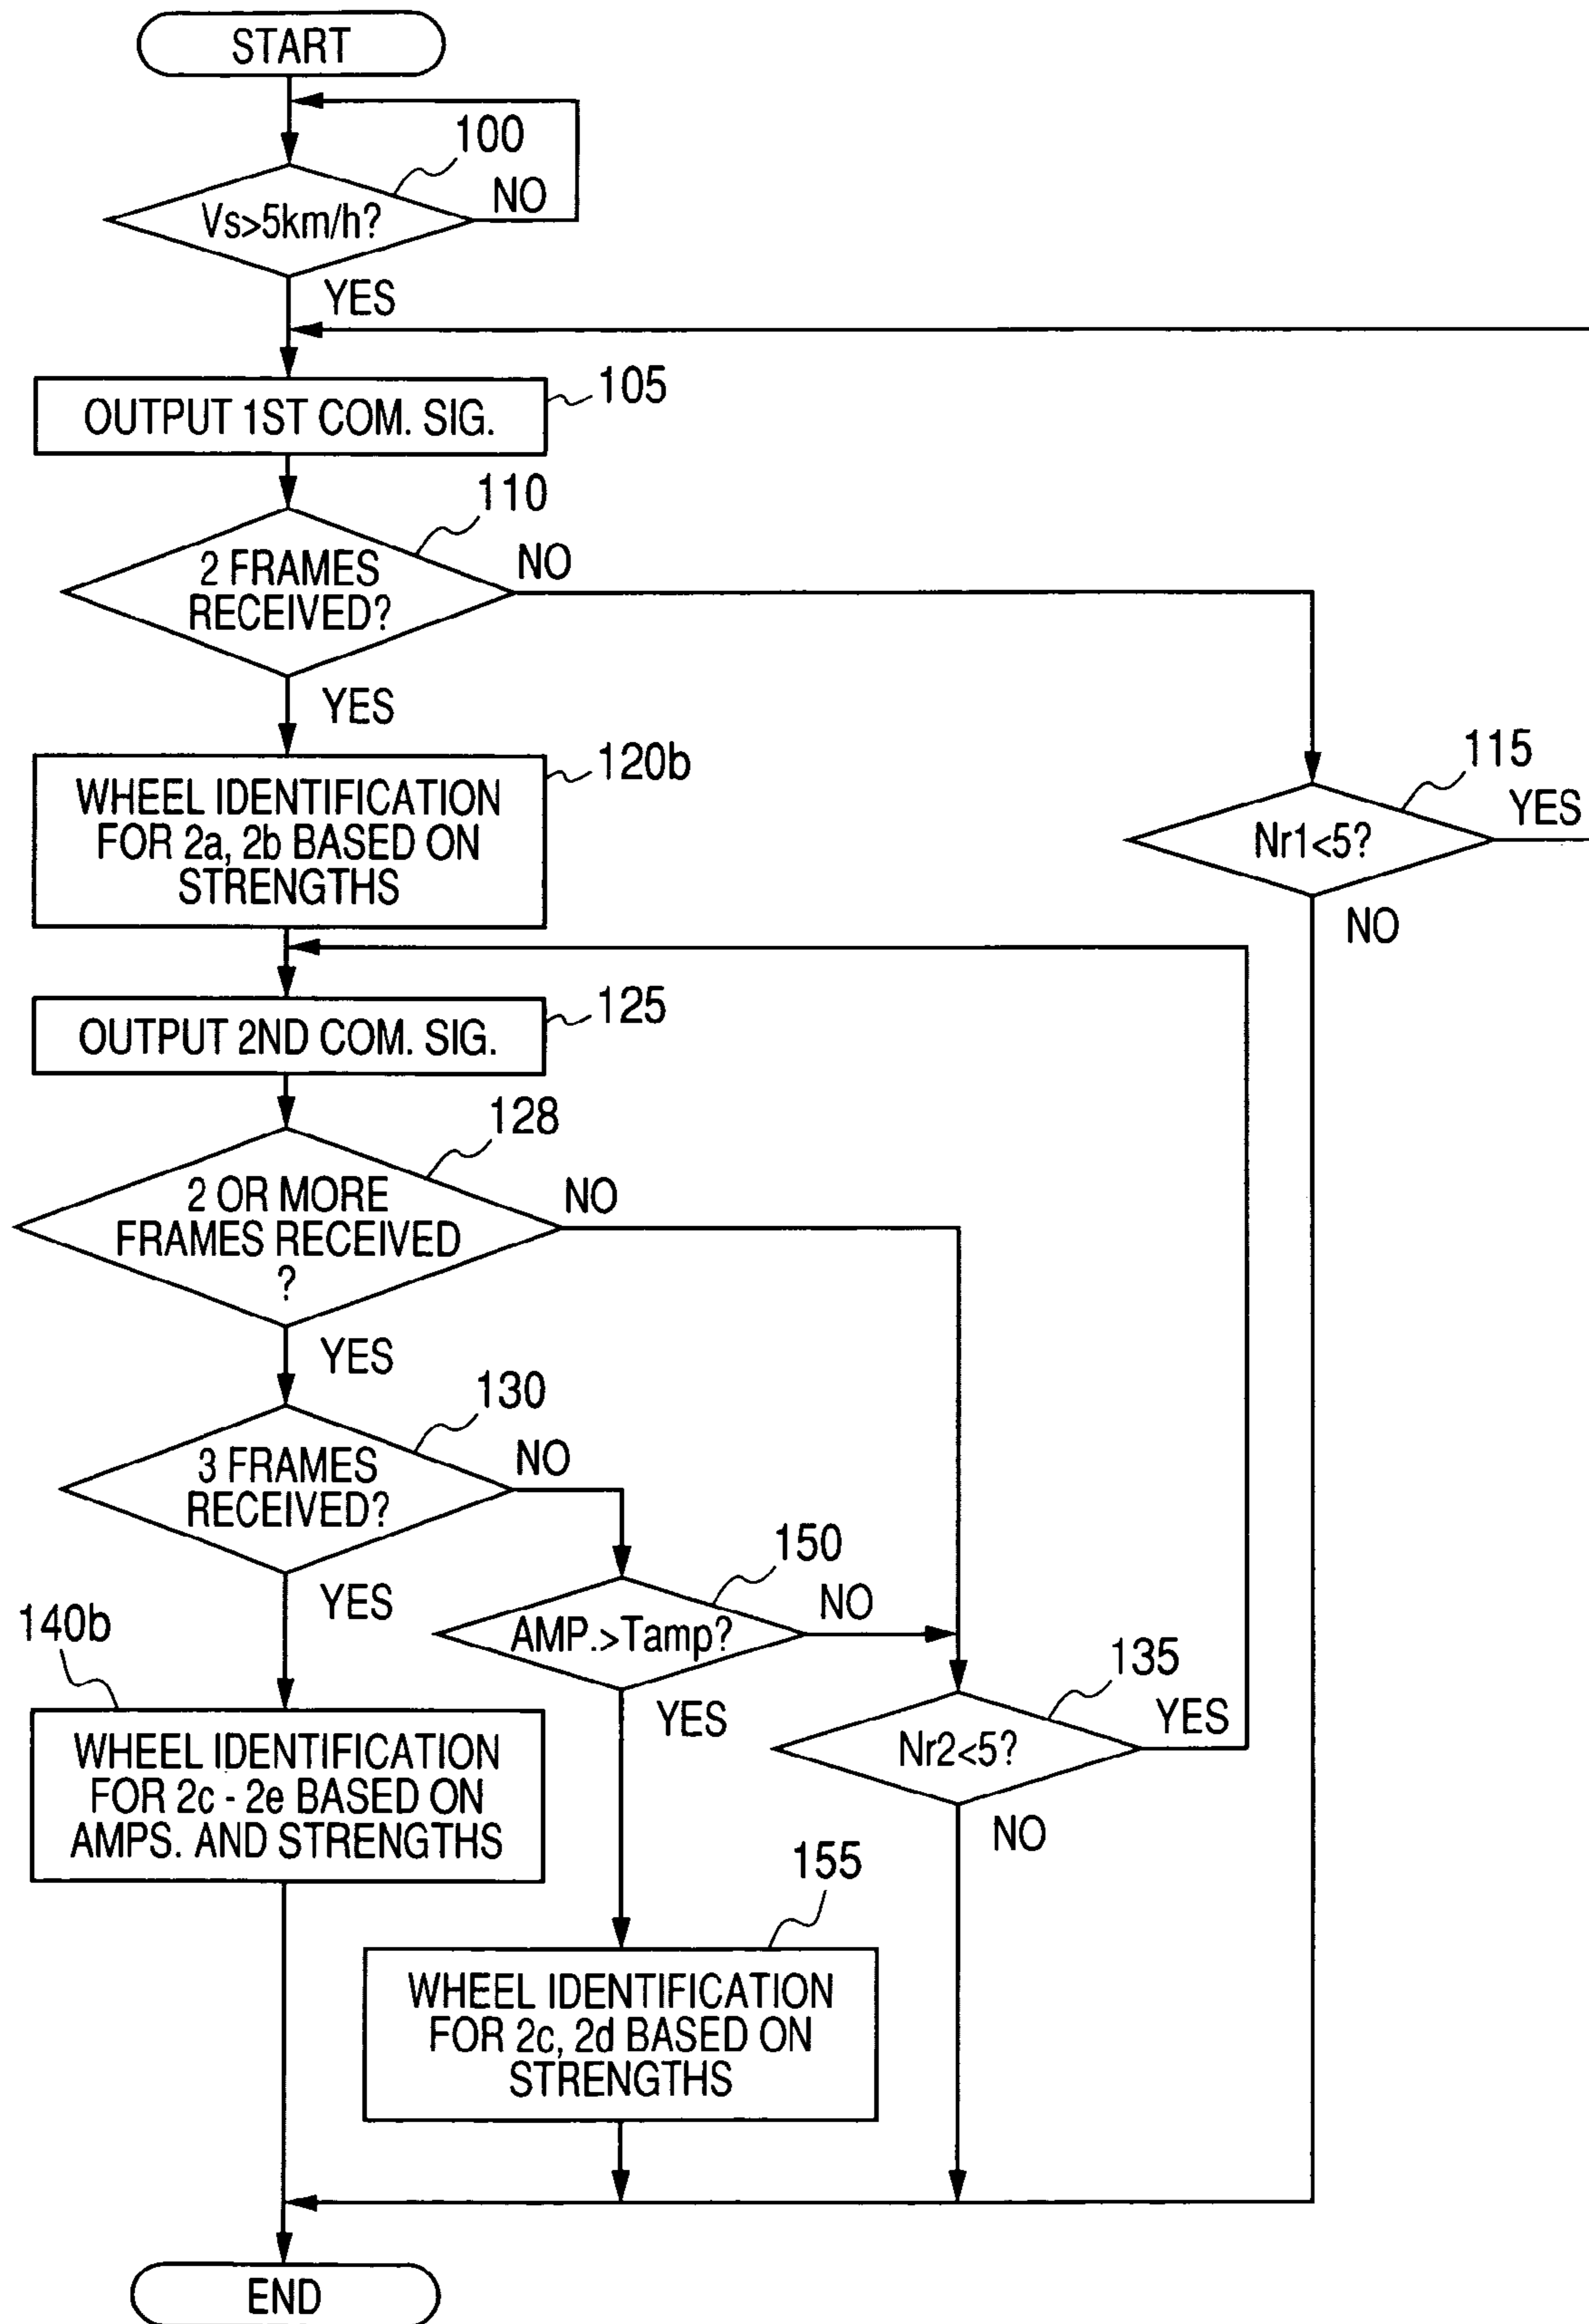 START
100
Vs>5km/h?
NO
YES
OUTPUT 1ST COM. SIG.
105
110
2 FRAMES
RECEIVED?
NO
YES
WHEEL IDENTIFICATION
FOR 2a, 2b BASED ON
STRENGTHS
120b
115
Nr1<5?
YES
NO
OUTPUT 2ND COM. SIG.
125
128
2 OR MORE
FRAMES RECEIVED
?
NO
YES
130
3 FRAMES
RECEIVED?
NO
YES
150
AMP.>Tamp?
NO
YES
135
Nr2<5?
YES
NO
140b
WHEEL IDENTIFICATION
FOR 2c - 2e BASED ON
AMPS. AND STRENGTHS
155
WHEEL IDENTIFICATION
FOR 2c, 2d BASED ON
STRENGTHS
END